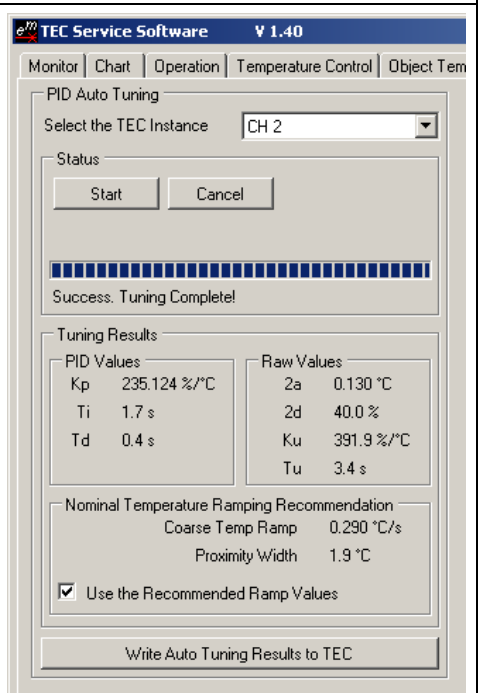 em TEC Service Software V 1.40
Monitor Chart Operation Temperature Control Object Tem
PID Auto Tuning
Select the TEC Instance CH 2
Status
Start Cancel
Success. Tuning Complete!
Tuning Results
PID Values
Kp 235.124 %/°C
Ti 1.7 s
Td 0.4 s
Raw Values
2a 0.130 °C
2d 40.0 %
Ku 391.9 %/°C
Tu 3.4 s
Nominal Temperature Ramping Recommendation
Coarse Temp Ramp 0.290 °C/s
Proximity Width 1.9 °C
Use the Recommended Ramp Values
Write Auto Tuning Results to TEC